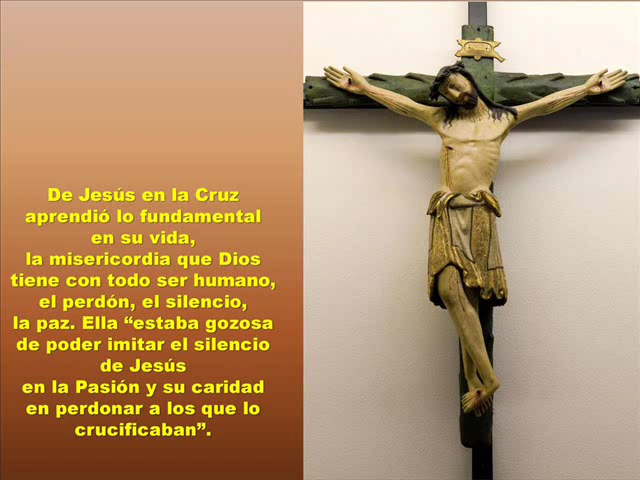 De Jesús en la Cruz
aprendió lo fundamental
en su vida,
la misericordia que Dios
tiene con todo ser humano,
el perdón, el silencio,
la paz. Ella “estaba gozosa
de poder imitar el silencio
de Jesús
en la Pasión y su caridad
en perdonar a los que lo
crucificaban”.